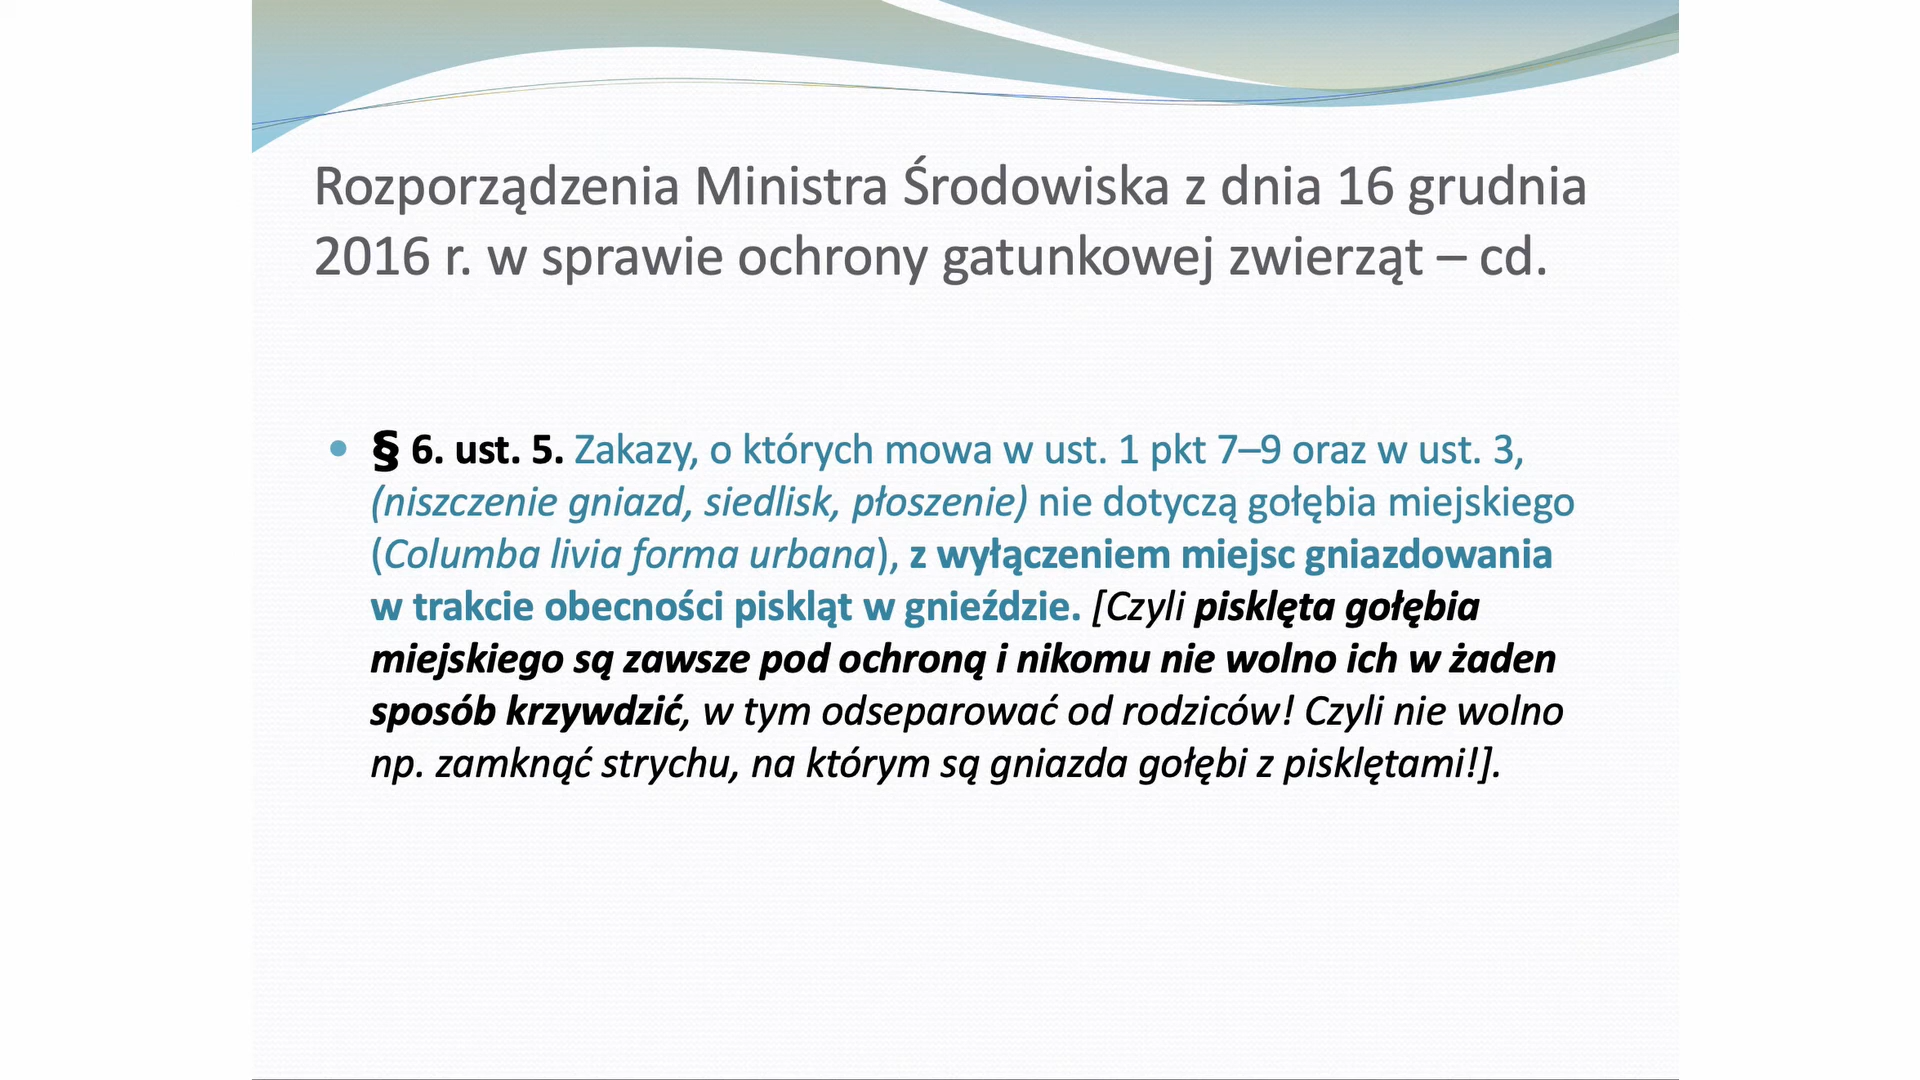 Rozporządzenia Ministra Środowiska z dnia 16 grudnia
2016 r. w sprawie ochrony gatunkowej zwierząt – cd.
• § 6. ust. 5. Zakazy, o których mowa w ust. 1 pkt 7–9 oraz w ust. 3,
(niszczenie gniazd, siedlisk, płoszenie) nie dotyczą gołębia miejskiego
(Columba livia forma urbana), z wyłączeniem miejsc gniazdowania
w trakcie obecności piskląt w gnieździe. [Czyli pisklęta gołębia
miejskiego są zawsze pod ochroną i nikomu nie wolno ich w żaden
sposób krzywdzić, w tym odseparować od rodziców! Czyli nie wolno
np. zamknąć strychu, na którym są gniazda gołębi z pisklętami!].